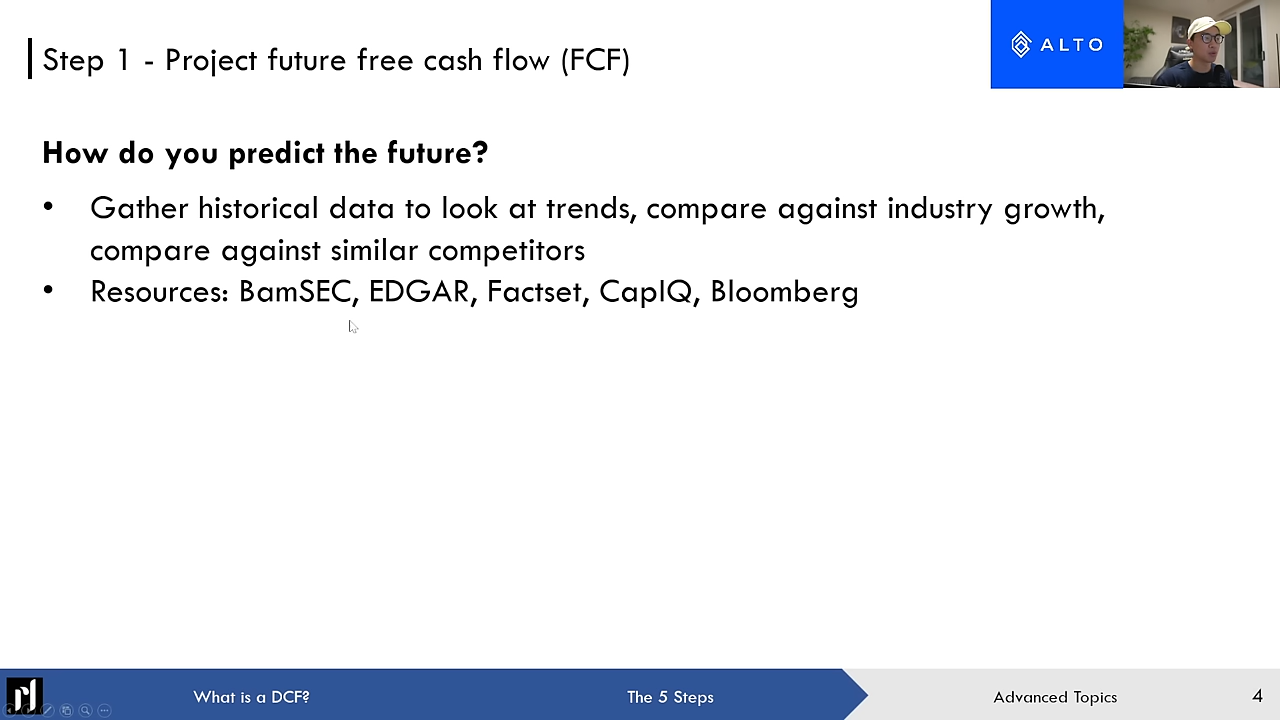 Step 1 - Project future free cash flow (FCF)
ALTO
How do you predict the future?
• Gather historical data to look at trends, compare against industry growth,
compare against similar competitors
• Resources: BamSEC, EDGAR, Factset, CapIQ, Bloomberg
rl
What is a DCF?
The 5 Steps
Advanced Topics
4